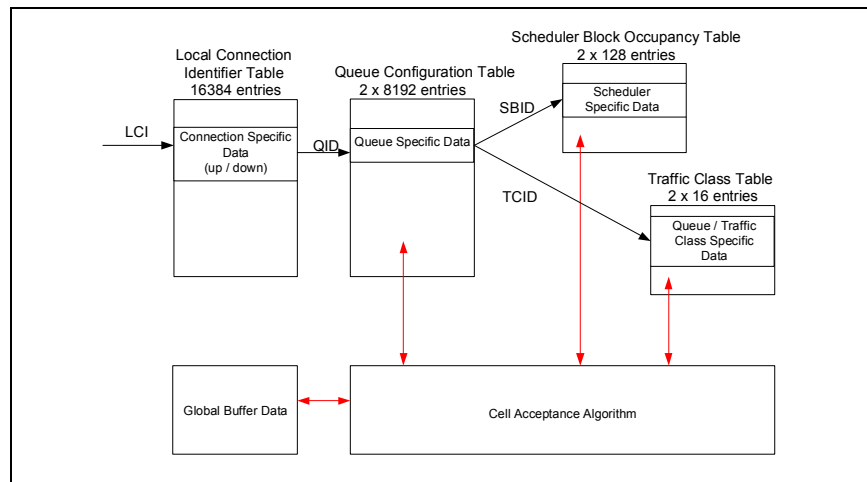 Local Connection
Identifier Table
16384 entries
Queue Configuration Table
2 x 8192 entries
Scheduler Block Occupancy Table
2 x 128 entries
Scheduler
Specific Data
LCI
Connection Specific
Data
(up / down)
QID
Queue Specific Data
SBID
TCID
Traffic Class Table
2 x 16 entries
Queue / Traffic
Class Specific
Data
Global Buffer Data
Cell Acceptance Algorithm